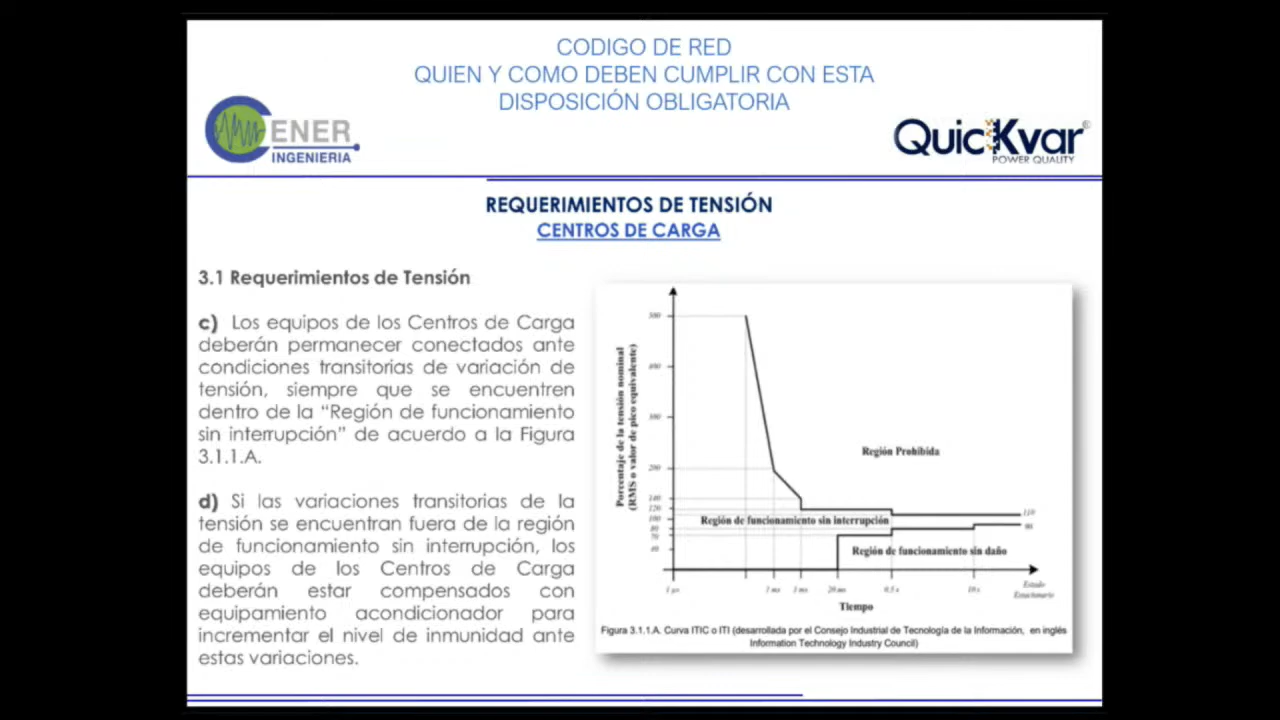 CODIGO DE RED
QUIEN Y COMO DEBEN CUMPLIR CON ESTA
DISPOSICIÓN OBLIGATORIA
CENER
INGENIERIA
QuicKvar®
POWER QUALITY
REQUERIMIENTOS DE TENSIÓN
CENTROS DE CARGA
3.1 Requerimientos de Tensión
c) Los equipos de los Centros de Carga
deberán permanecer conectados ante
condiciones transitorias de variación de
tensión, siempre que se encuentren
dentro de la “Región de funcionamiento
sin interrupción” de acuerdo a la Figura
3.1.1.A.
d) Si las variaciones transitorias de la
tensión se encuentran fuera de la región
de funcionamiento sin interrupción, los
equipos de los Centros de Carga
deberán estar compensados con
equipamiento acondicionador para
incrementar el nivel de inmunidad ante
estas variaciones.
Porcentaje de la tensión nominal
(RMS o valor de pico equivalente)
500
400
300
200
140
120
100
80
70
40
Región Prohibida
Región de funcionamiento sin interrupción
Región de funcionamiento sin daño
110
90
1 µs
1 ms
3 ms
20 ms
0.5 s
10 s
Estado
Estacionario
Tiempo
Figura 3.1.1.A. Curva ITIC o ITI (desarrollada por el Consejo Industrial de Tecnología de la Información, en inglés
Information Technology Industry Council)